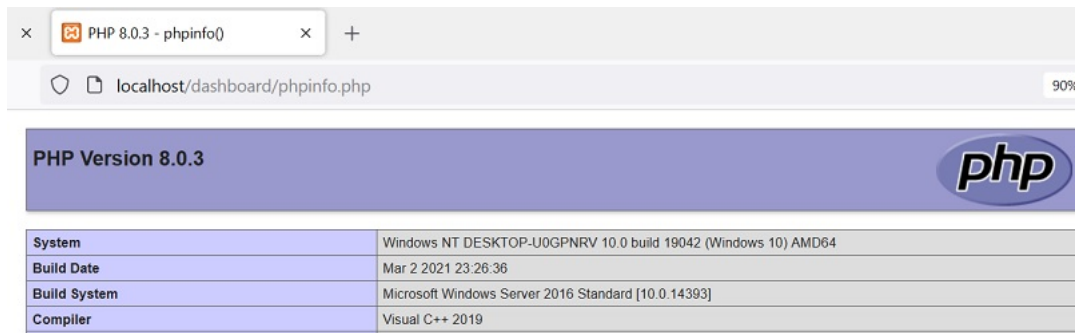 PHP 8.0.3 - phpinfo()
localhost/dashboard/phpinfo.php
90%
PHP Version 8.0.3
php
System Windows NT DESKTOP-U0GPNRV 10.0 build 19042 (Windows 10) AMD64
Build Date Mar 2 2021 23:26:36
Build System Microsoft Windows Server 2016 Standard [10.0.14393]
Compiler Visual C++ 2019